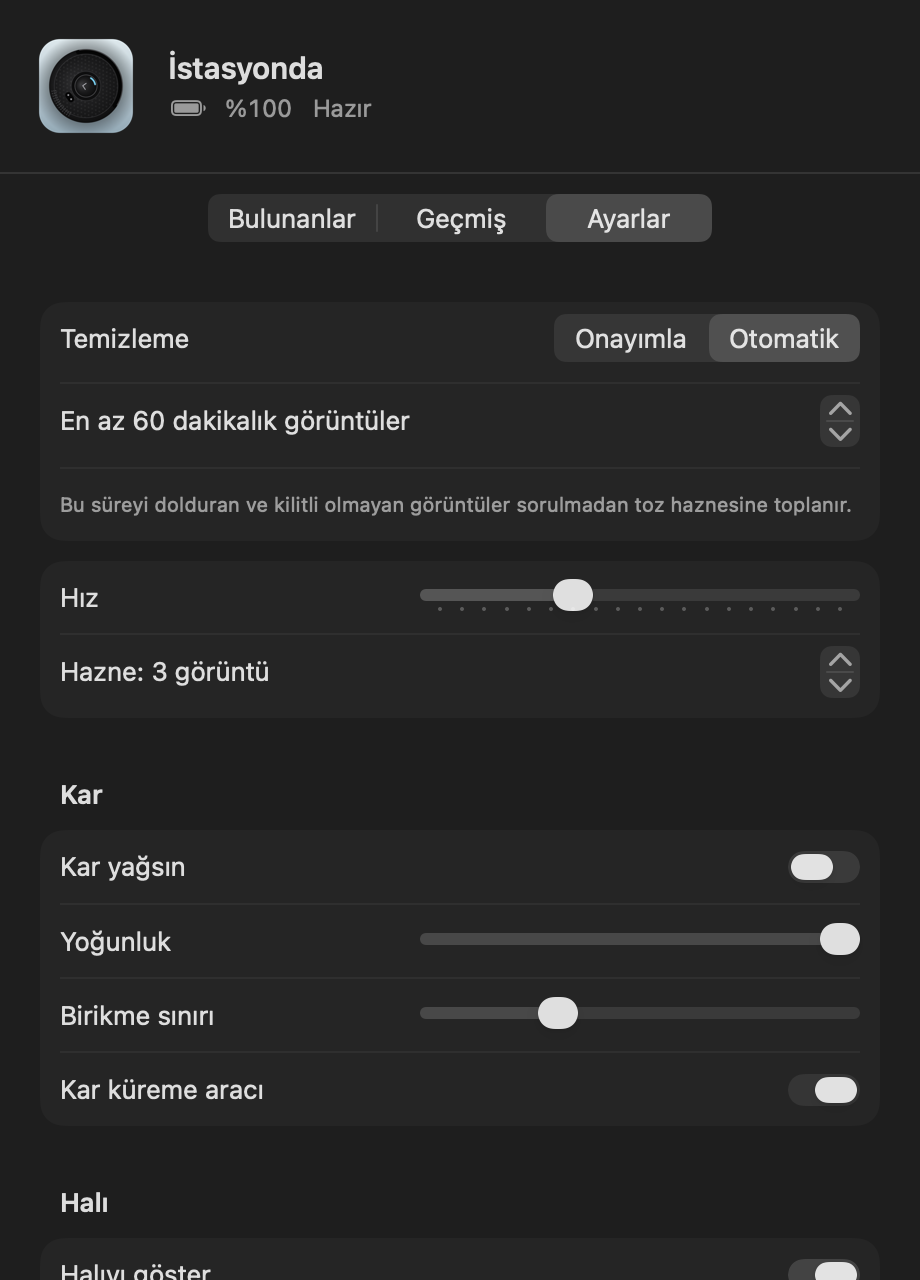 İstasyonda
%100 Hazır
Bulunanlar Geçmiş Ayarlar
Temizleme Onayımla Otomatik
En az 60 dakikalık görüntüler
Bu süreyi dolduran ve kilitli olmayan görüntüler sorulmadan toz haznesine toplanır.
Hız
Hazne: 3 görüntü
Kar
Kar yağsın
Yoğunluk
Birikme sınırı
Kar küreme aracı
Halı
Halıyı göster